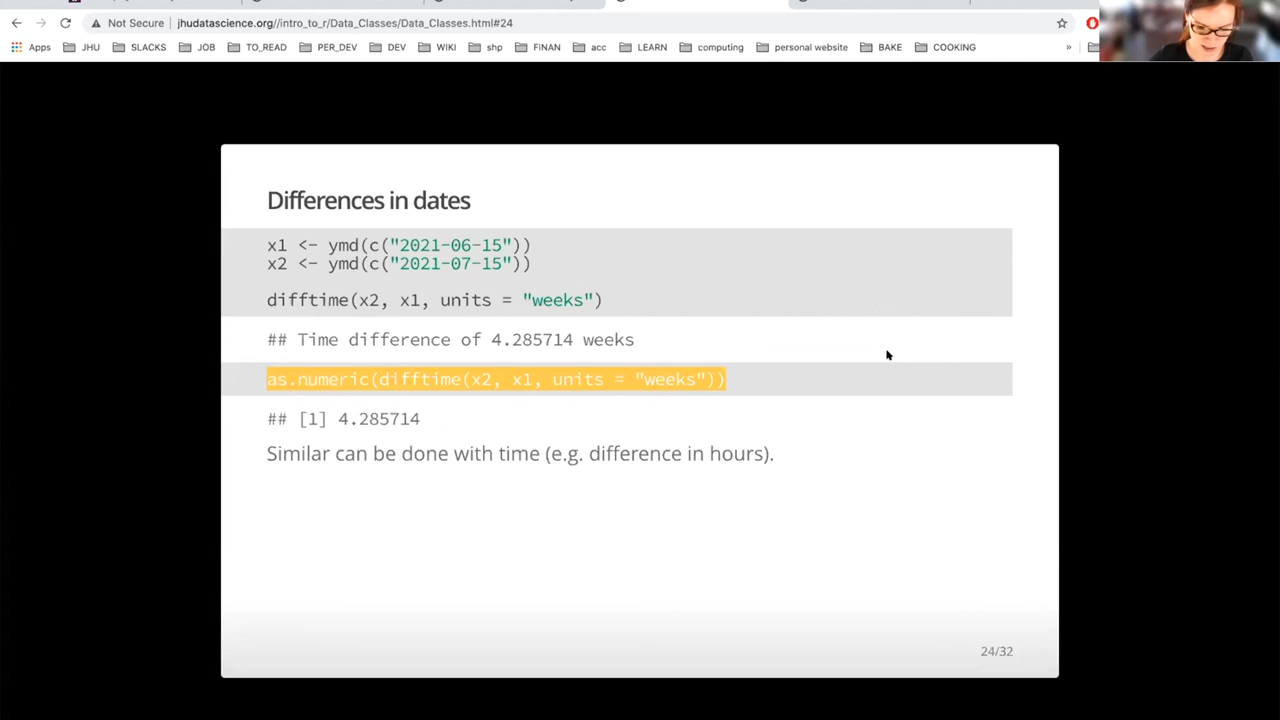 Not Secure jhudatascience.org//intro_to_r/Data_Classes/Data_Classes.html#24
Apps JHU SLACKS JOB TO_READ PER_DEV DEV WIKI shp FINAN acc LEARN computing personal website BAKE COOKING »
Differences in dates
x1 <- ymd(c("2021-06-15"))
x2 <- ymd(c("2021-07-15"))
difftime(x2, x1, units = "weeks")
## Time difference of 4.285714 weeks
as.numeric(difftime(x2, x1, units = "weeks"))
## [1] 4.285714
Similar can be done with time (e.g. difference in hours).
24/32